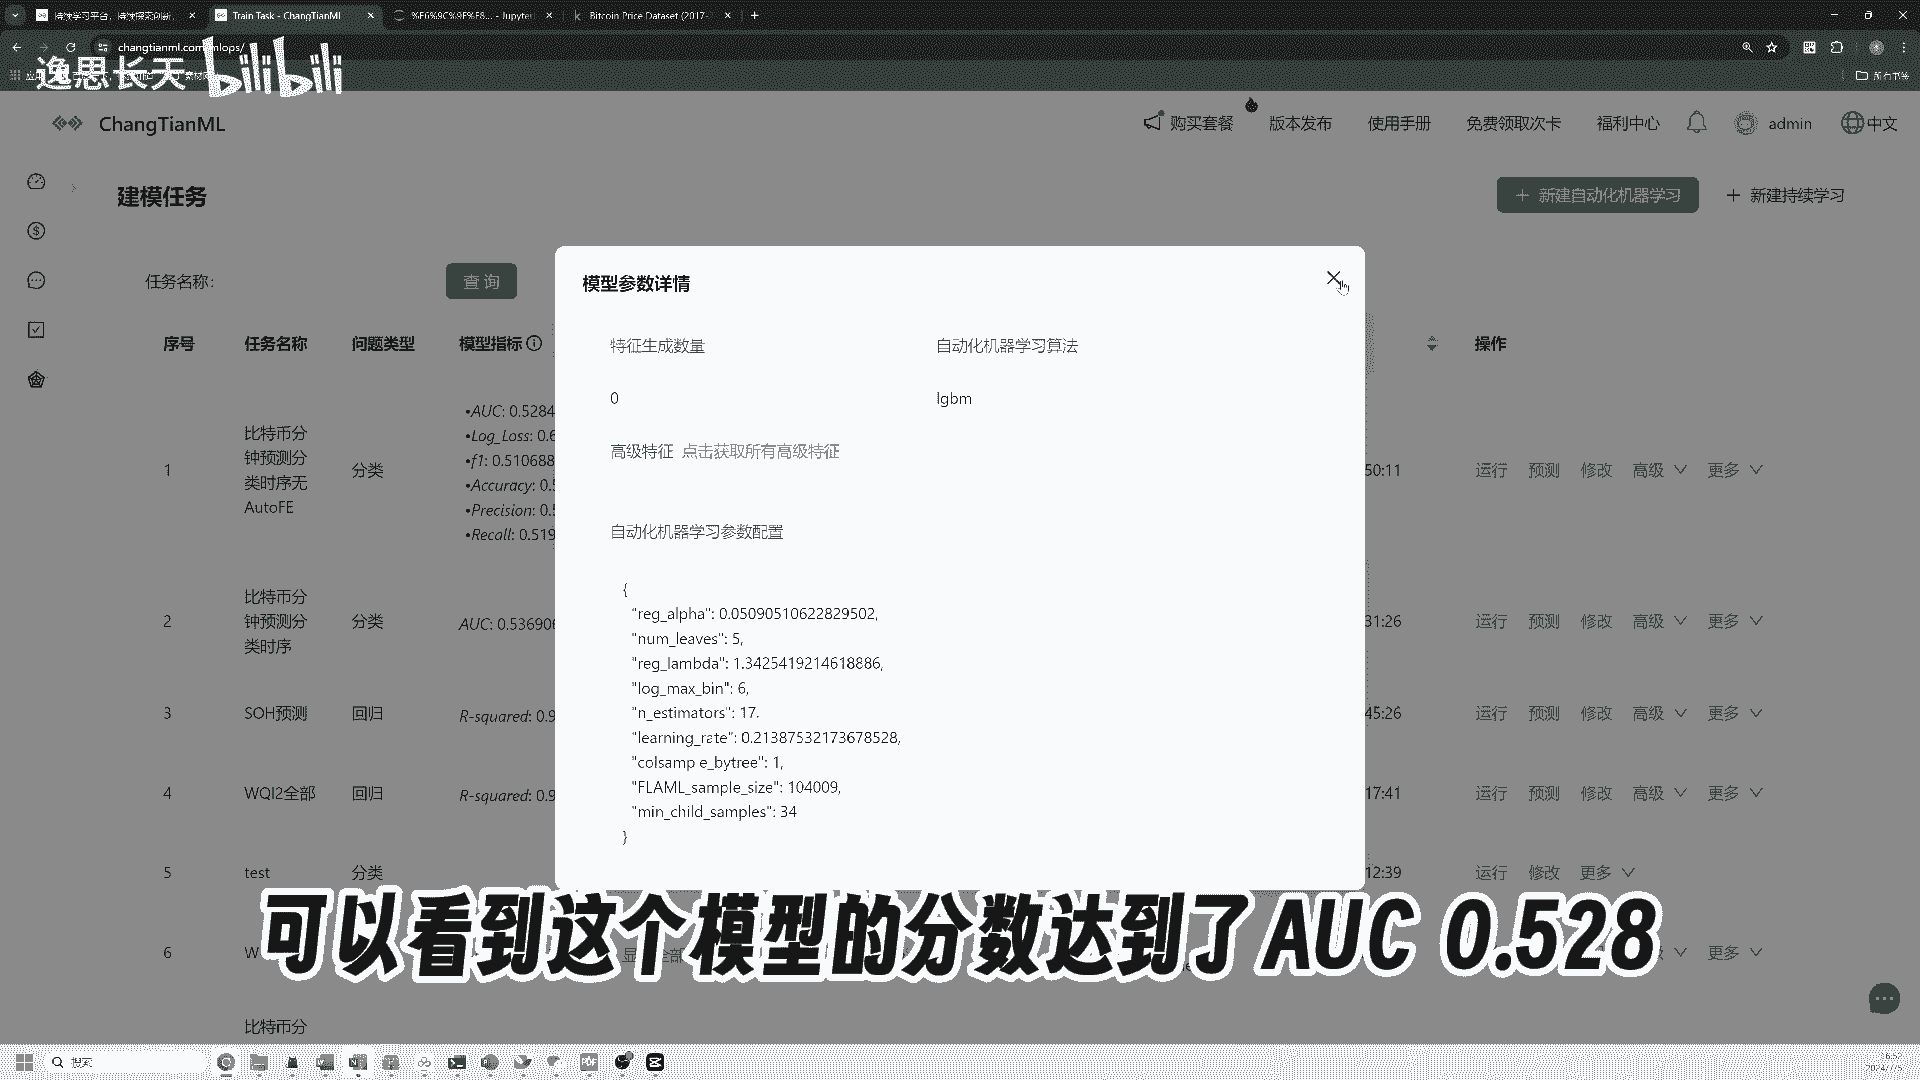 Train Task - ChangTianML
Bitcoin Price Dataset (2017-
changtianml.com/mlops/
所有书签
逸思长天 bilibili
ChangTianML
购买套餐
版本发布
使用手册
免费领取次卡
福利中心
admin
中文
建模任务
+ 新建自动化机器学习
+ 新建持续学习
任务名称:
查 询
序号
任务名称
问题类型
模型指标
操作
1
比特币分
钟预测分
类时序无
AutoFE
分类
•AUC: 0.5284
•Log_Loss: 0.6
•f1: 0.510688
•Accuracy: 0.5
•Precision: 0.5
•Recall: 0.519
50:11
运行 预测 修改 高级 更多
2
比特币分
钟预测分
类时序
分类
AUC: 0.536906
31:26
运行 预测 修改 高级 更多
3
SOH预测
回归
R-squared: 0.9
45:26
运行 预测 修改 高级 更多
4
WQI2全部
回归
R-squared: 0.9
17:41
运行 预测 修改 高级 更多
5
test
分类
12:39
运行 修改 更多
6
更多
比特币分
模型参数详情
特征生成数量
自动化机器学习算法
0
lgbm
高级特征 点击获取所有高级特征
自动化机器学习参数配置
{
"reg_alpha": 0.05090510622829502,
"num_leaves": 5,
"reg_lambda": 1.3425419214618886,
"log_max_bin": 6,
"n_estimators": 17,
"learning_rate": 0.21387532173678528,
"colsamp e_bytree": 1,
"FLAML_sample_size": 104009,
"min_child_samples": 34
}
可以看到这个模型的分数达到了AUC 0.528
搜索
16:52
2024/7/5